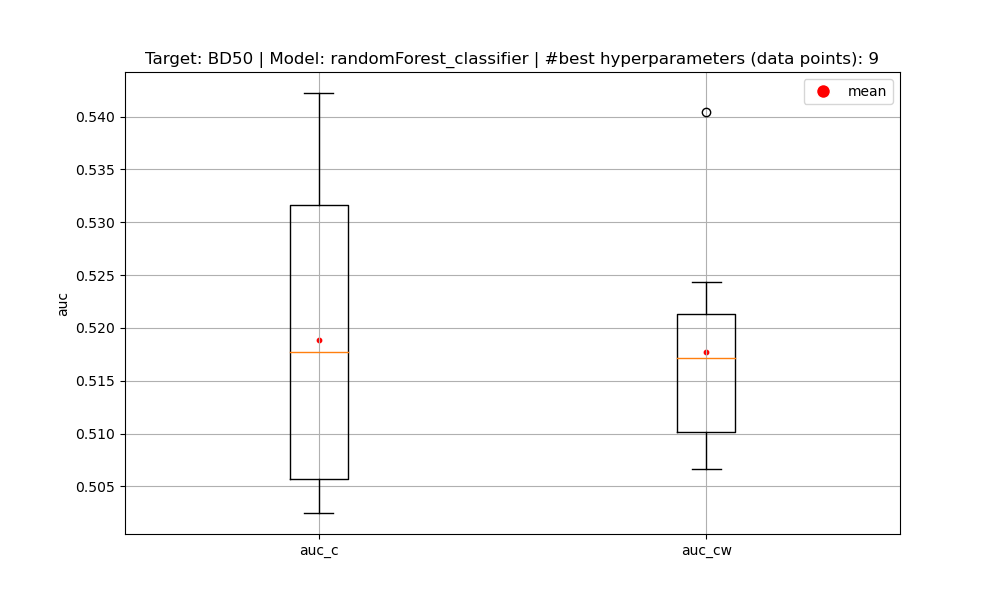 Target: BD50 | Model: randomForest_classifier | #best hyperparameters (data points): 9
mean
0.540
0.535
0.530
0.525
0.520
0.515
0.510
0.505
auc
auc_c
auc_cw